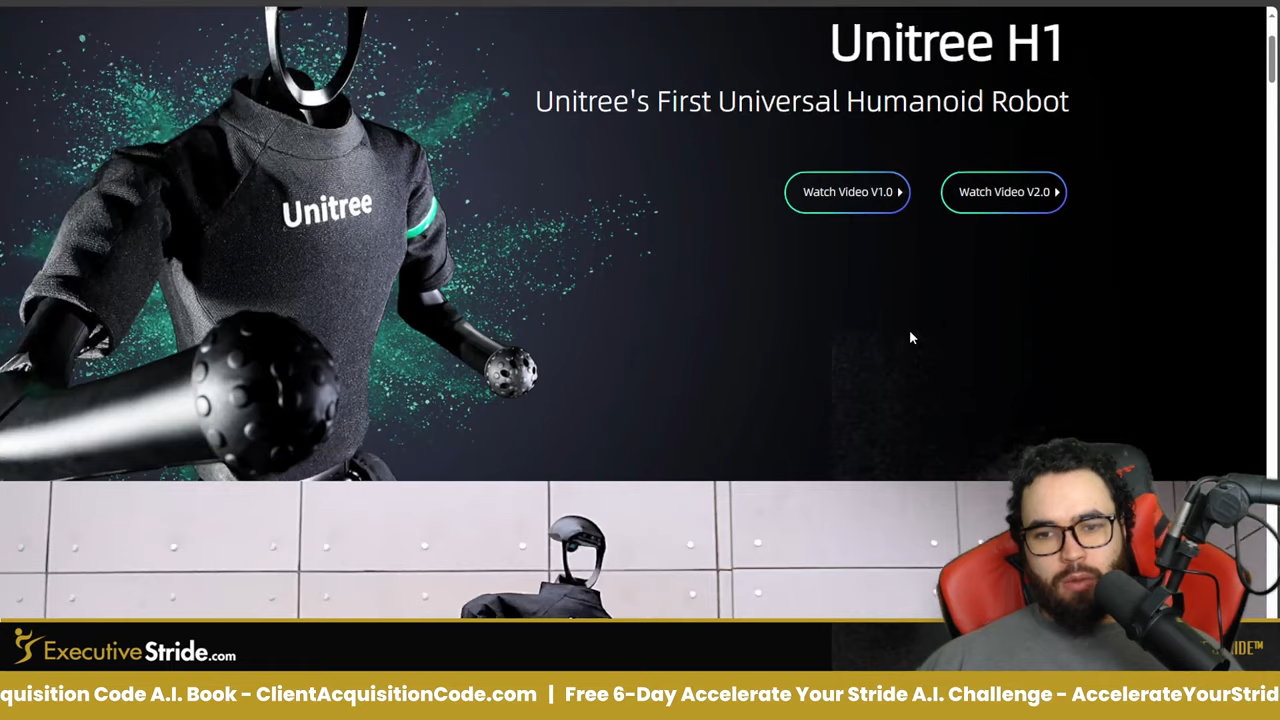 Unitree H1
Unitree's First Universal Humanoid Robot
Watch Video V1.0
Watch Video V2.0
Unitree
ExecutiveStride.com
IDE™
quisition Code A.I. Book - ClientAcquisitionCode.com | Free 6-Day Accelerate Your Stride A.I. Challenge - AccelerateYourStrid